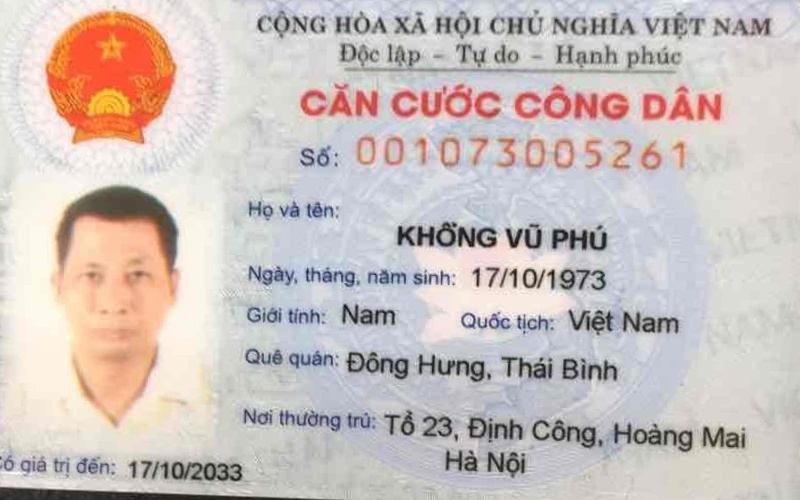 CỘNG HÒA XÃ HỘI CHỦ NGHĨA VIỆT NAM
Độc lập - Tự do - Hạnh phúc
CĂN CƯỚC CÔNG DÂN
Số: 001073005261
Họ và tên:
KHỔNG VŨ PHÚ
Ngày, tháng, năm sinh: 17/10/1973
Giới tính: Nam Quốc tịch: Việt Nam
Quê quán: Đông Hưng, Thái Bình
Nơi thường trú: Tổ 23, Định Công, Hoàng Mai
Hà Nội
ó giá trị đến: 17/10/2033